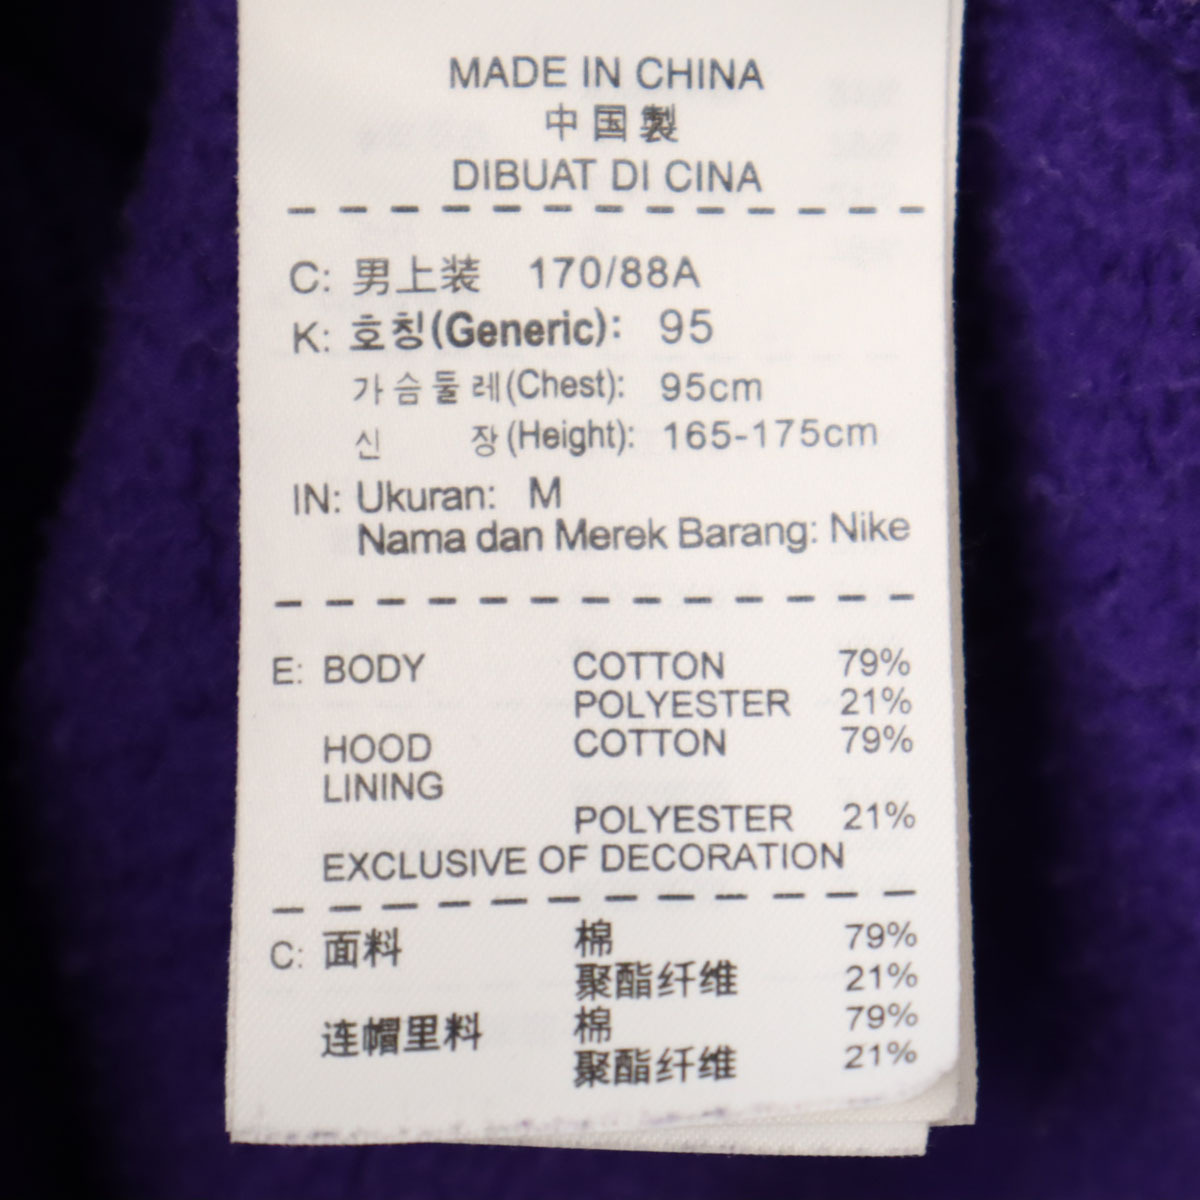 MADE IN CHINA
中国製
DIBUAT DI CINA
C: 男上装 170/88A
K: 호칭(Generic): 95
가슴둘레(Chest): 95cm
신 장(Height): 165-175cm
IN: Ukuran: M
Nama dan Merek Barang: Nike
E: BODY COTTON 79%
POLYESTER 21%
HOOD COTTON 79%
LINING
POLYESTER 21%
EXCLUSIVE OF DECORATION
C: 面料 棉 79%
聚酯纤维 21%
连帽里料 棉 79%
聚酯纤维 21%